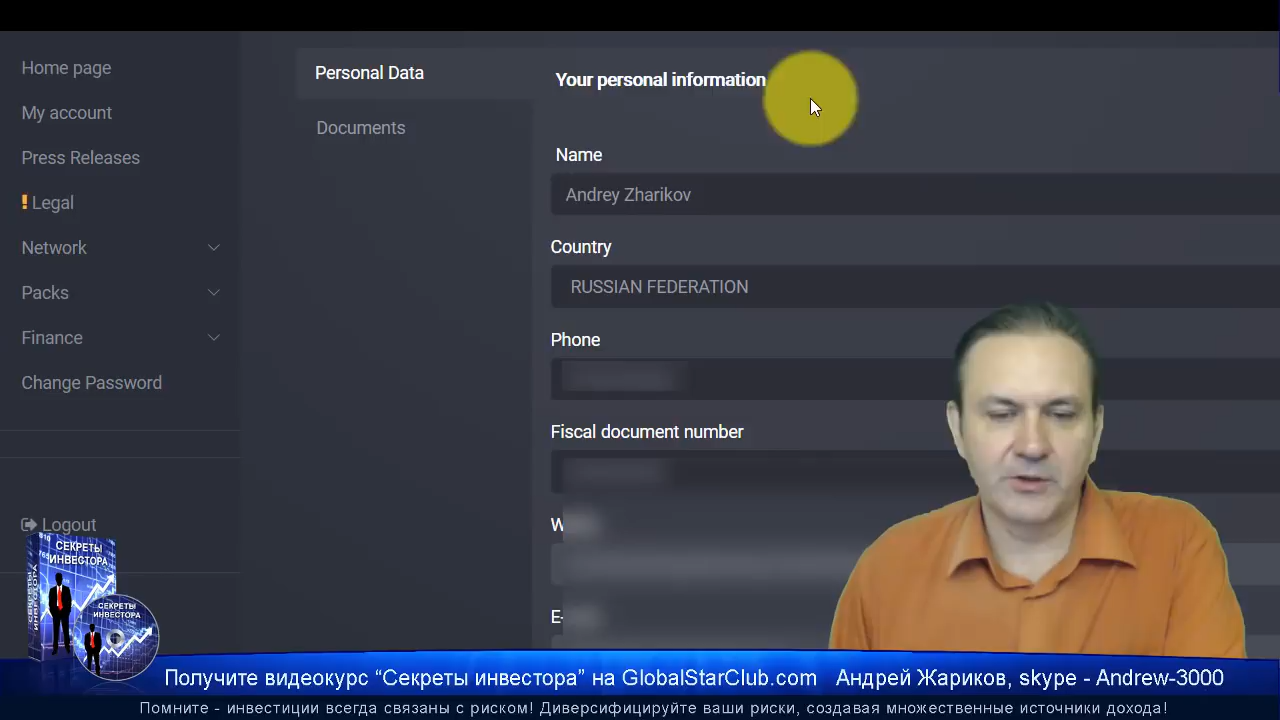 Home page
My account
Press Releases
! Legal
Network
Packs
Finance
Change Password
Logout
Personal Data
Documents
Your personal information
Name
Andrey Zharikov
Country
RUSSIAN FEDERATION
Phone
Fiscal document number
СЕКРЕТЫ
ИНВЕСТОРА
СЕКРЕТЫ
ИНВЕСТОРА
Получите видеокурс “Секреты инвестора” на GlobalStarClub.com Андрей Жариков, skype - Andrew-3000
Помните - инвестиции всегда связаны с риском! Диверсифицируйте ваши риски, создавая множественные источники дохода!